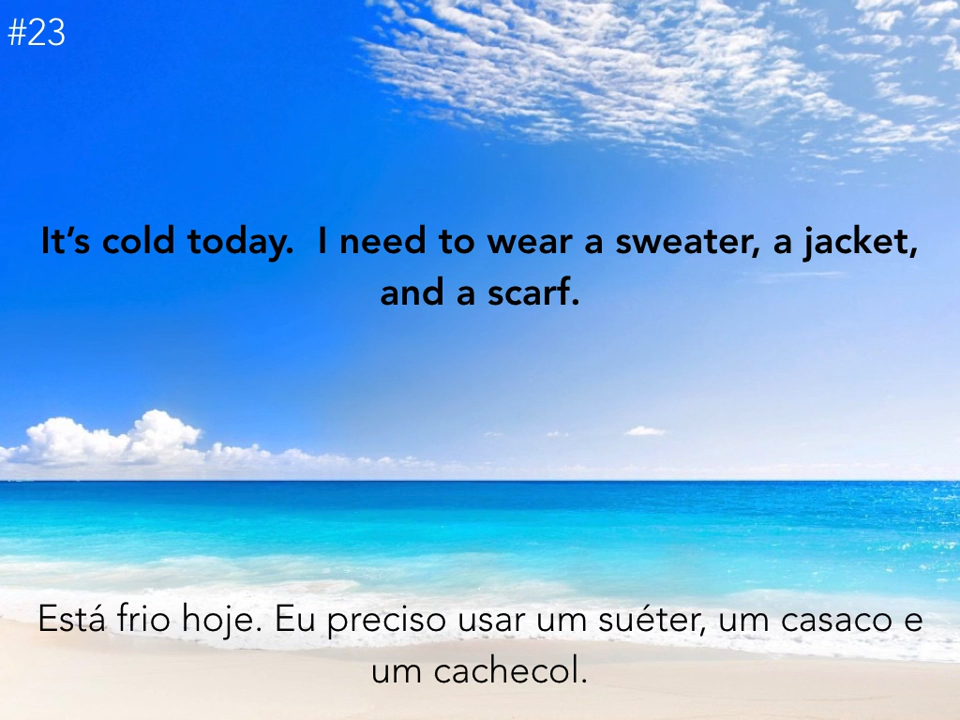 #23
It’s cold today.  I need to wear a sweater, a jacket,
and a scarf.
Está frio hoje. Eu preciso usar um suéter, um casaco e
um cachecol.